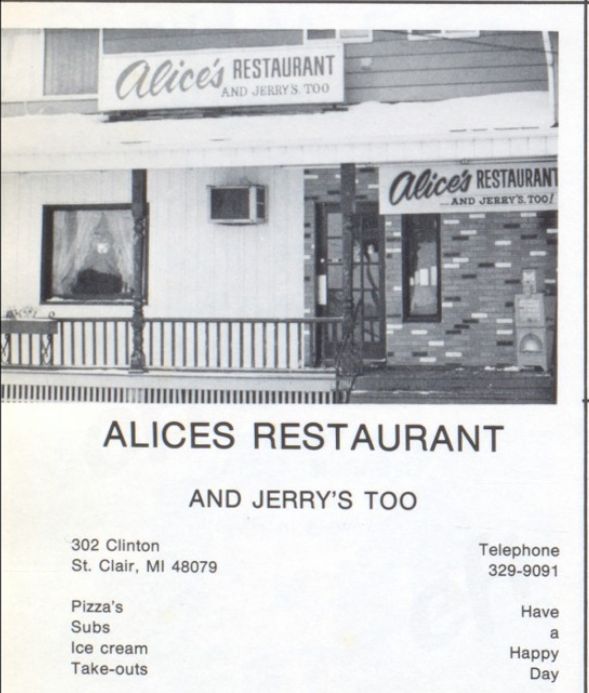 Alice's RESTAURANT
AND JERRY'S. TOO
Alice's RESTAURANT
...AND JERRY'S. TOO!
ALICES RESTAURANT
AND JERRY'S TOO
302 Clinton
St. Clair, MI 48079
Telephone
329-9091
Pizza's
Subs
Ice cream
Take-outs
Have
a
Happy
Day